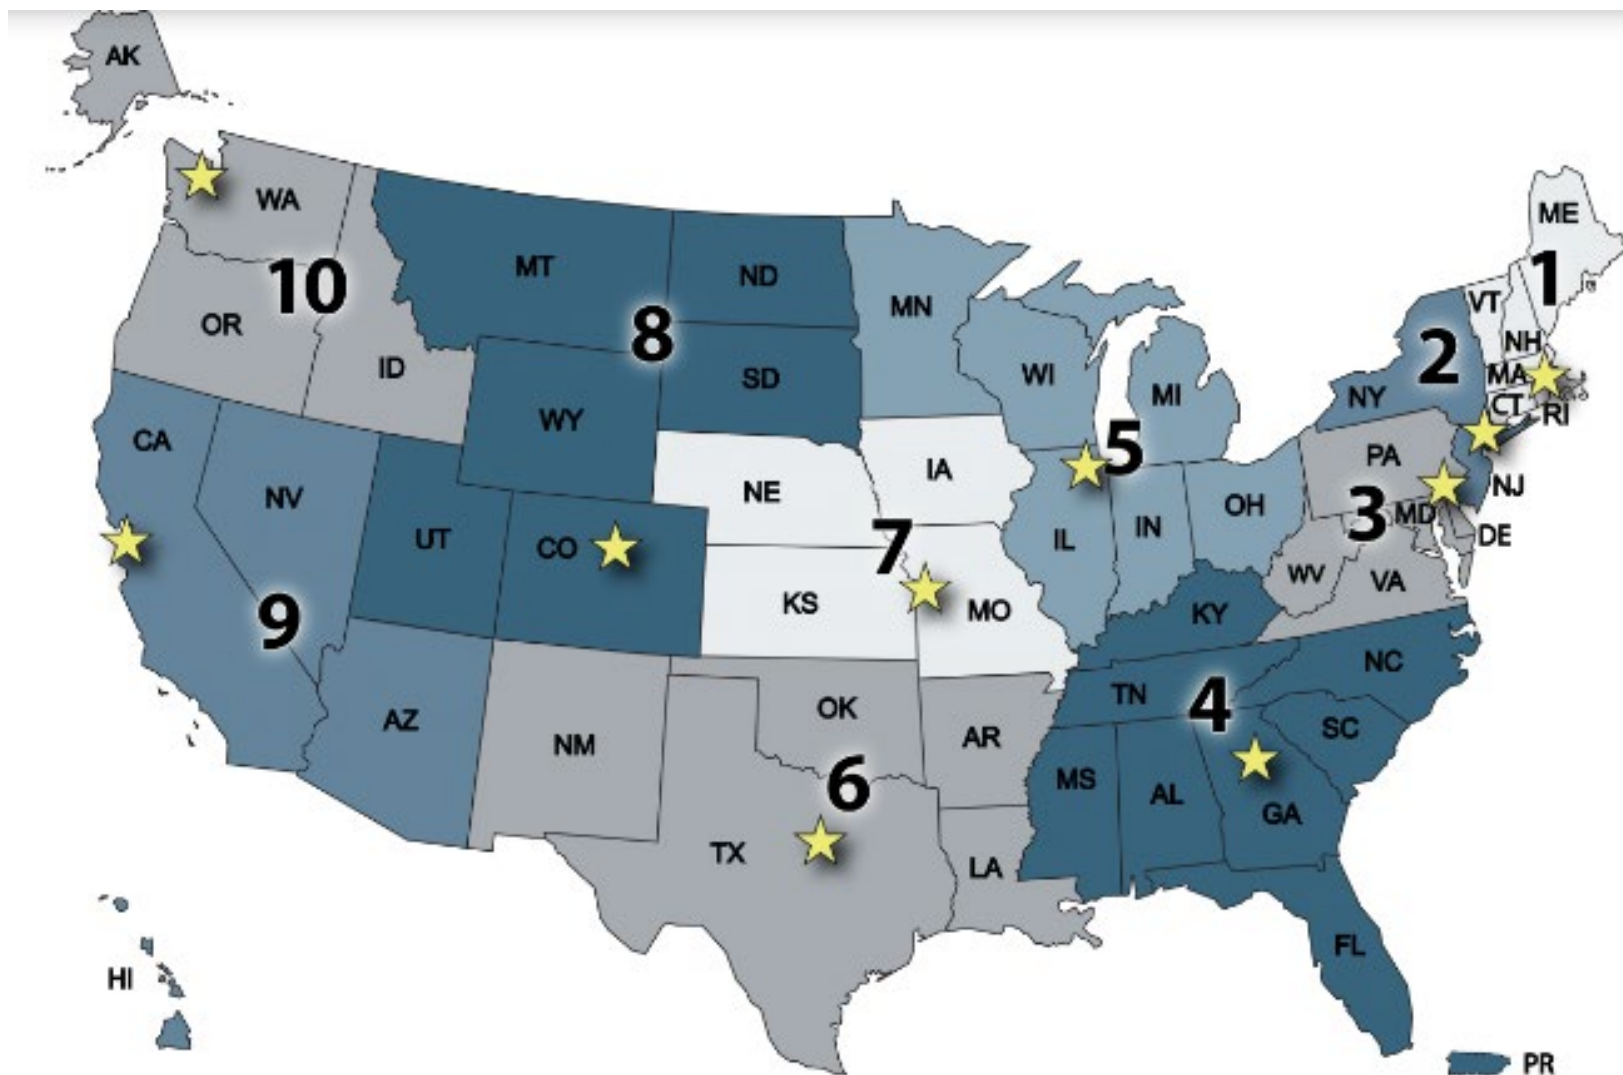 AK
WA
10
OR
ID
MT
8
ND
SD
WY
MN
WI
MI
5
ME
1
VT
NH
2
NY
MA
CT
RI
CA
NV
9
UT
CO
NE
IA
7
KS
MO
IL
IN
OH
PA
3
MD
NJ
DE
WV
VA
KY
TN
4
NC
SC
AZ
NM
OK
6
AR
TX
LA
MS
AL
GA
FL
HI
PR